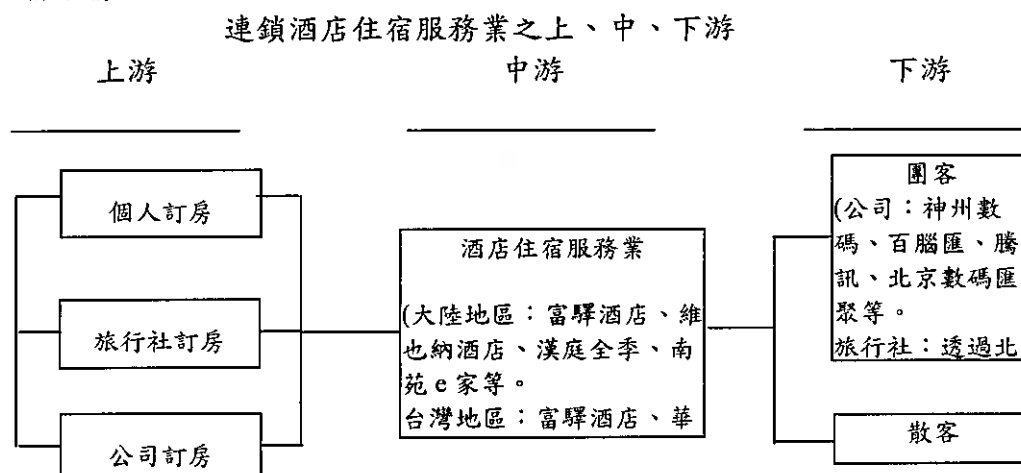 連鎖酒店住宿服務業之上、中、下游
上游
中游
下游
個人訂房
旅行社訂房
公司訂房
酒店住宿服務業
(大陸地區：富驛酒店、維
也納酒店、漢庭全季、南
苑 e 家等。
台灣地區：富驛酒店、華
團客
(公司：神州數
碼、百腦匯、騰
訊、北京數碼匯
聚等。
旅行社：透過北
散客